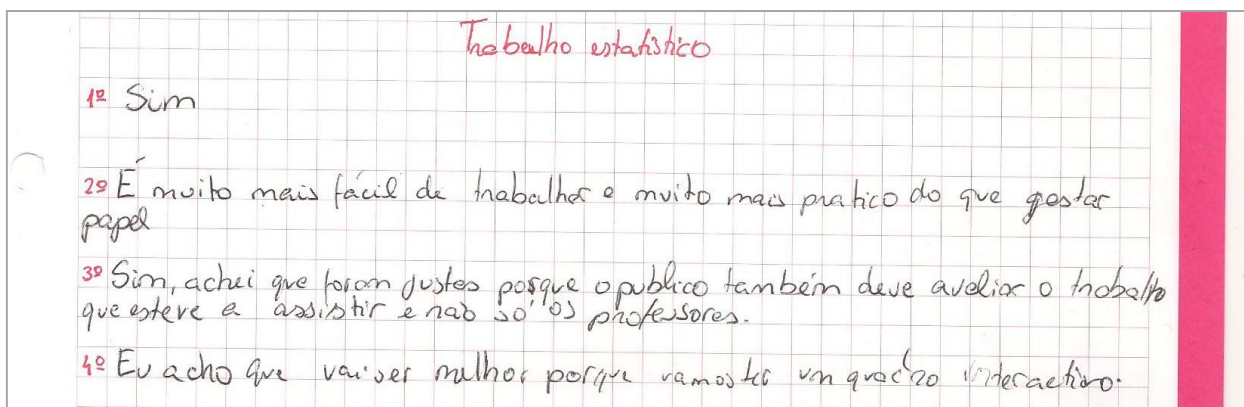 Trabalho estatístico
1º Sim
2º É muito mais fácil de trabalhar e muito mais pratico do que gastar
papel
3º Sim, achei que foram justos porque o publico também deve avaliar o trabalho
que esteve a assistir e não só os professores.
4º Eu acho que vai ser melhor porque vamos ter um quadro interactivo.